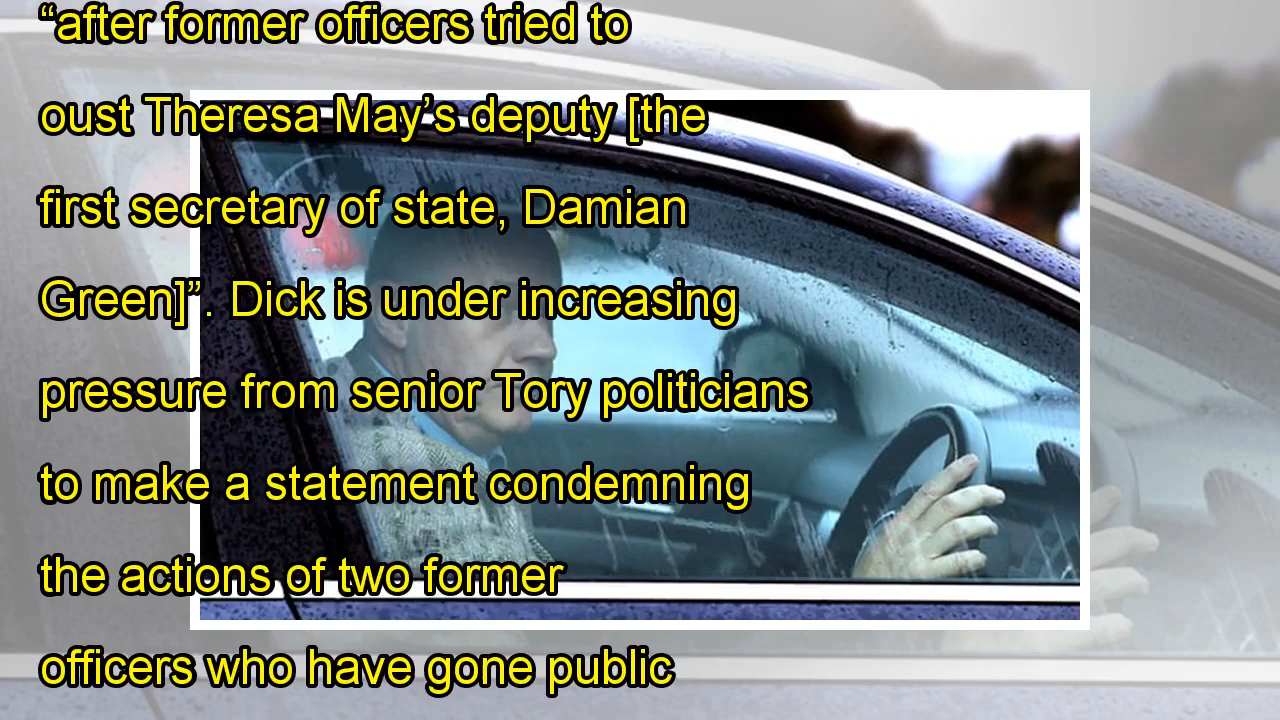 “after former officers tried to
oust Theresa May’s deputy [the
first secretary of state, Damian
Green]”. Dick is under increasing
pressure from senior Tory politicians
to make a statement condemning
the actions of two former
officers who have gone public